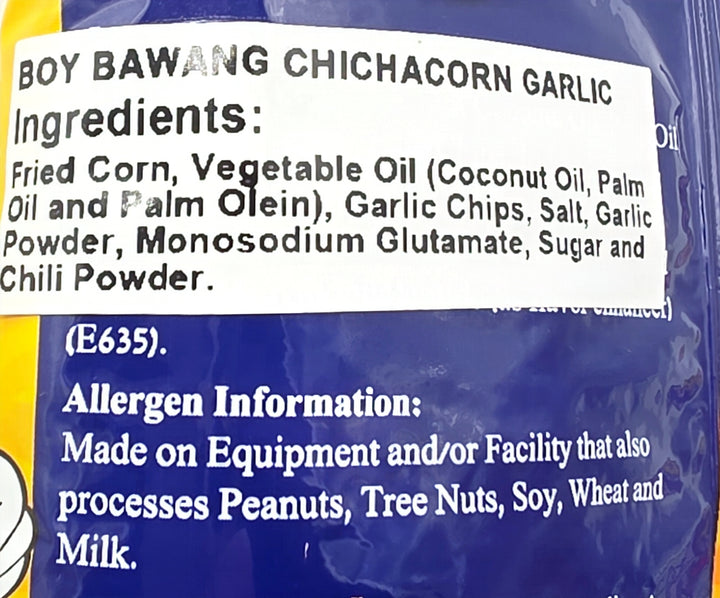 BOY BAWANG CHICHACORN GARLIC
Ingredients:
Fried Corn, Vegetable Oil (Coconut Oil, Palm
Oil and Palm Olein), Garlic Chips, Salt, Garlic
Powder, Monosodium Glutamate, Sugar and
Chili Powder.
Oil
(E635).
Allergen Information:
Made on Equipment and/or Facility that also
processes Peanuts, Tree Nuts, Soy, Wheat and
Milk.